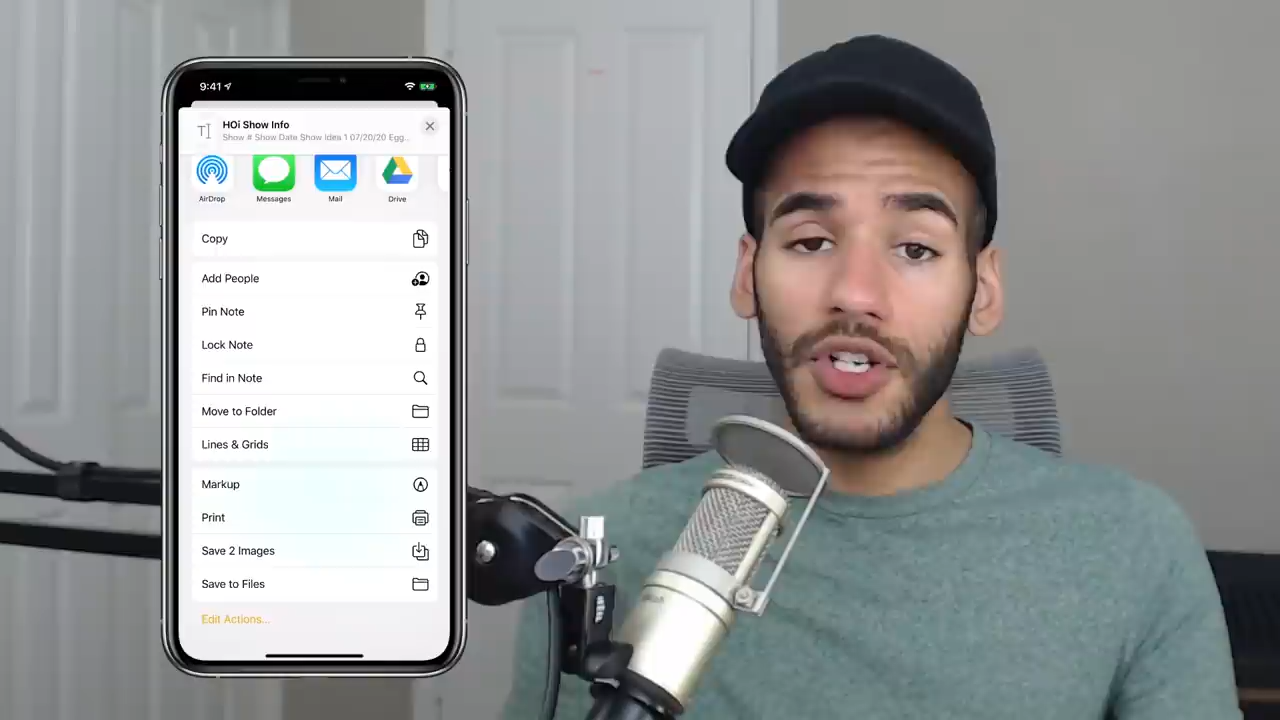 9:41
HOi Show Info
Show # Show Date Show Idea 1 07/20/20 Egg...
AirDrop
Messages
Mail
Drive
Copy
Add People
Pin Note
Lock Note
Find in Note
Move to Folder
Lines & Grids
Markup
Print
Save 2 Images
Save to Files
Edit Actions...